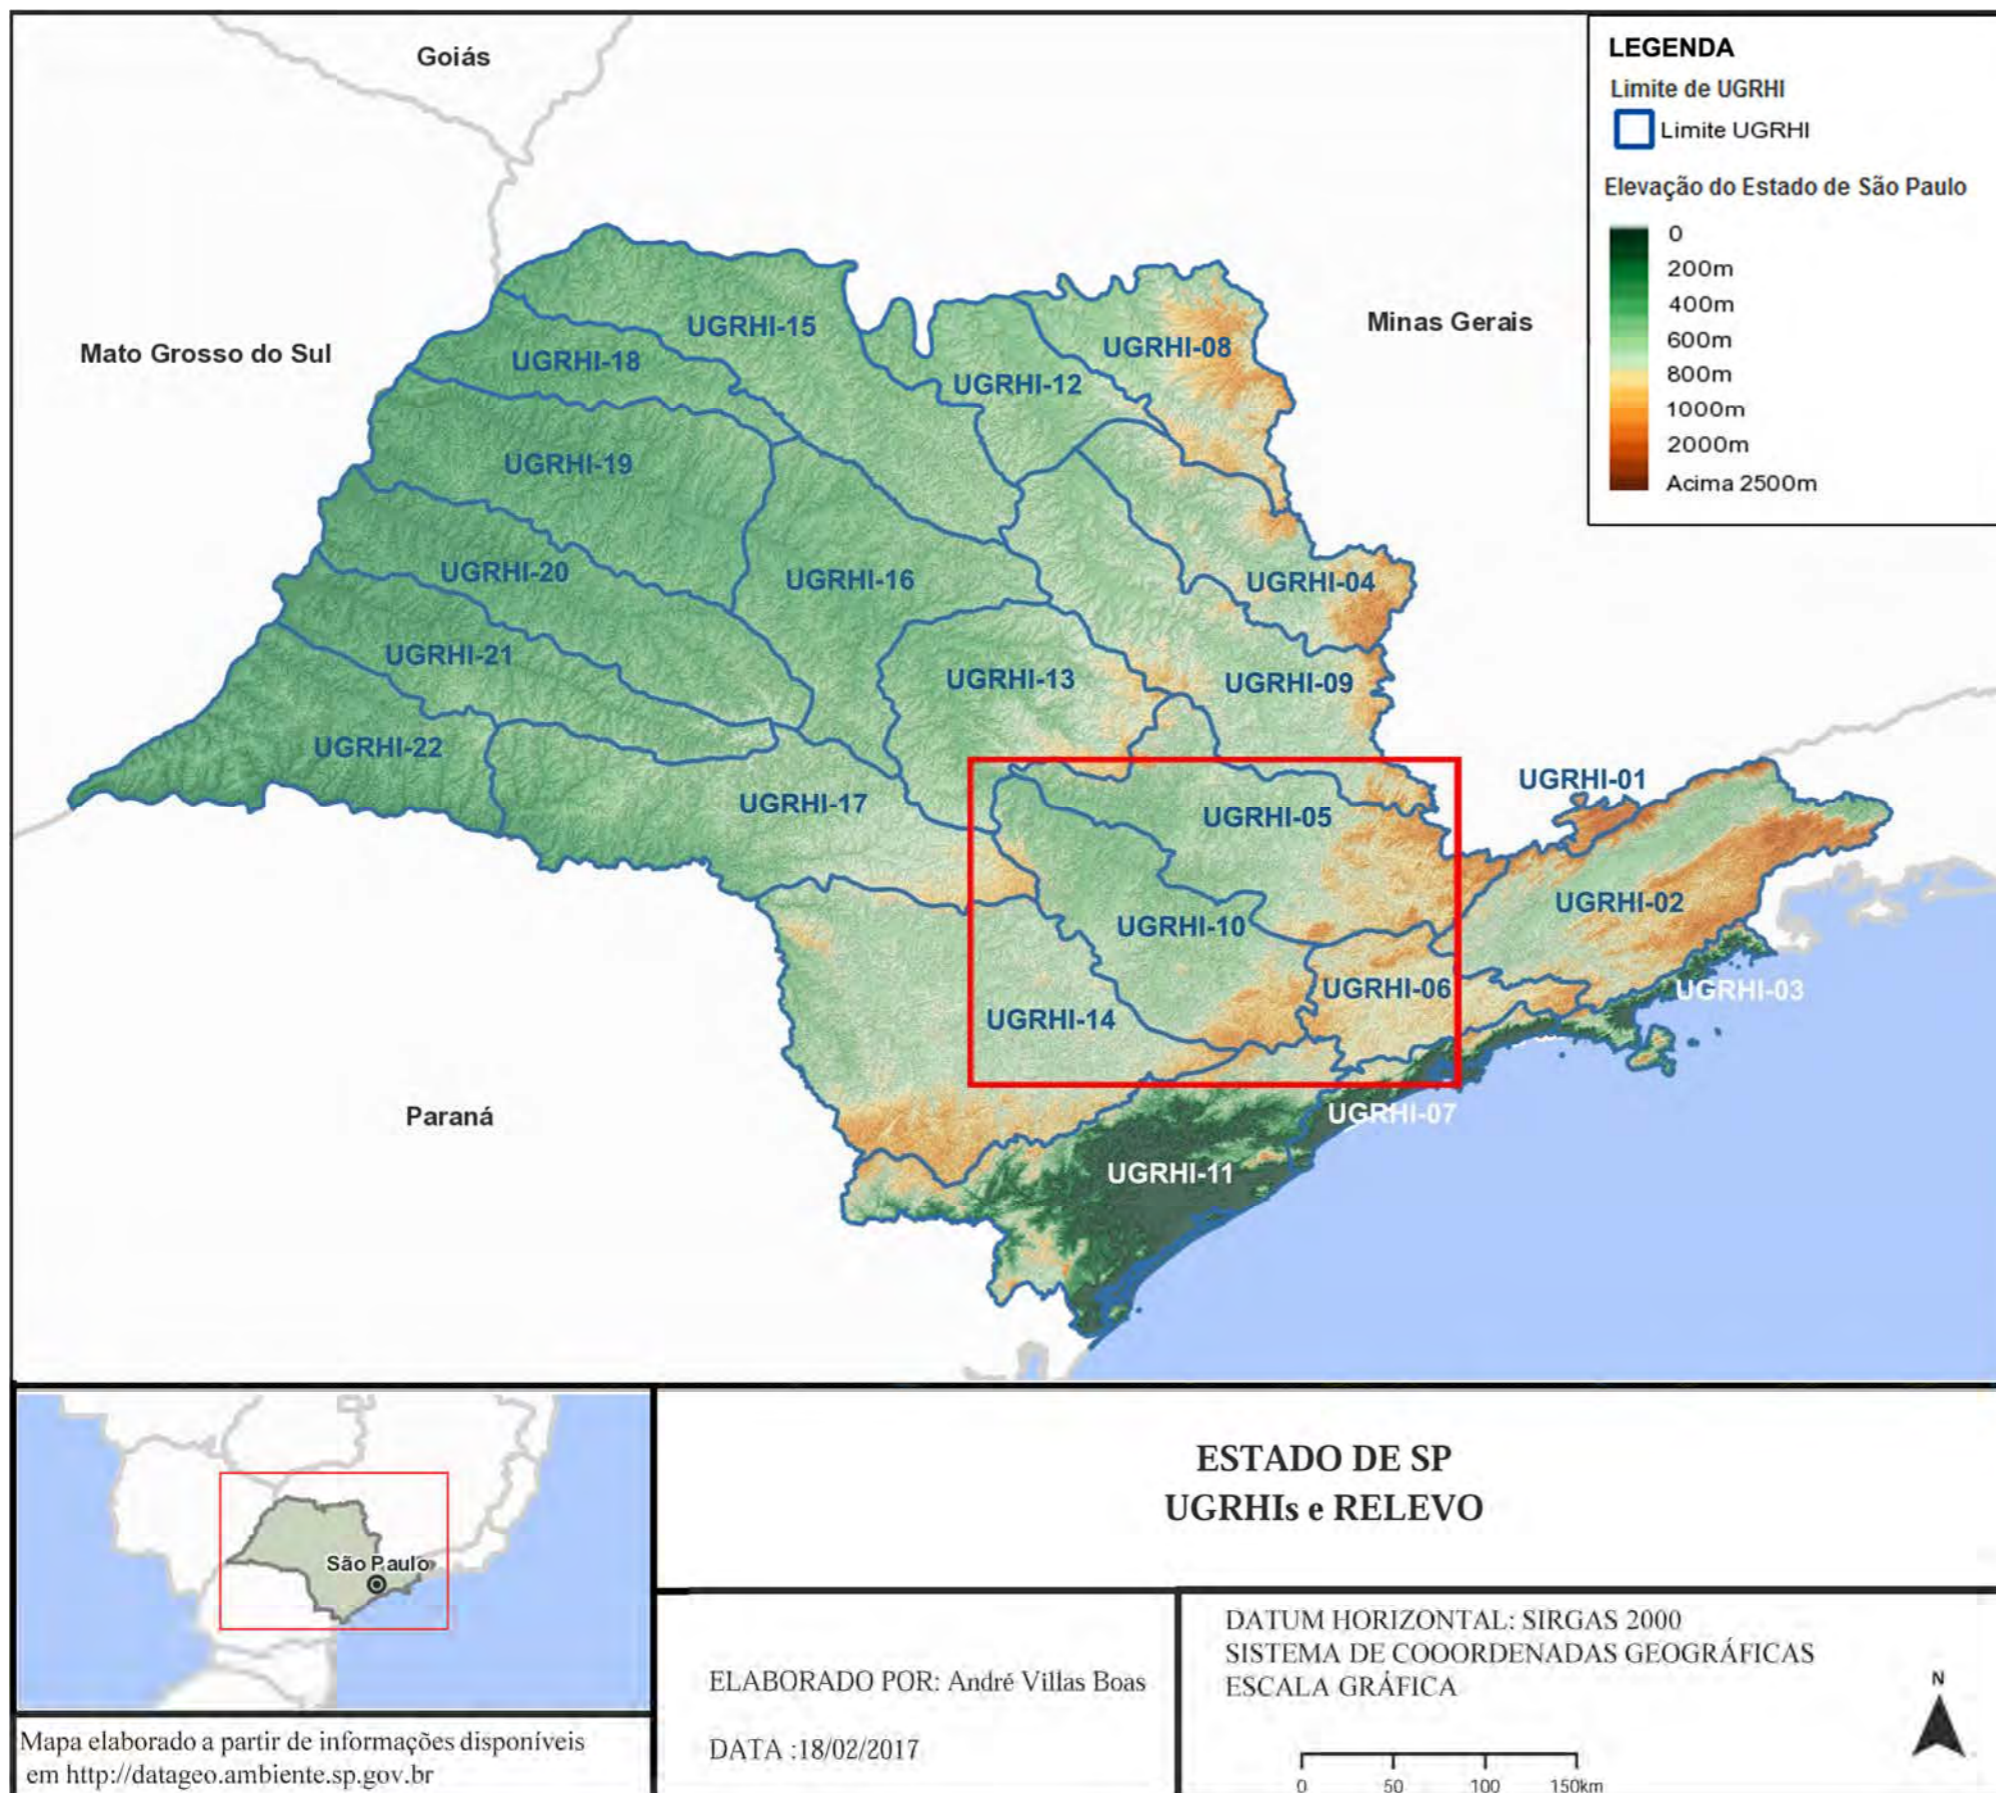 Goiás
Mato Grosso do Sul
Minas Gerais
Paraná
UGRHI-15
UGRHI-18
UGRHI-08
UGRHI-12
UGRHI-19
UGRHI-20
UGRHI-16
UGRHI-04
UGRHI-21
UGRHI-13
UGRHI-09
UGRHI-22
UGRHI-17
UGRHI-05
UGRHI-01
UGRHI-02
UGRHI-10
UGRHI-06
UGRHI-03
UGRHI-14
UGRHI-07
UGRHI-11
LEGENDA
Limite de UGRHI
Limite UGRHI
Elevação do Estado de São Paulo
0
200m
400m
600m
800m
1000m
2000m
Acima 2500m
São Paulo
Mapa elaborado a partir de informações disponíveis
em http://datageo.ambiente.sp.gov.br
ESTADO DE SP
UGRHIs e RELEVO
ELABORADO POR: André Villas Boas
DATA :18/02/2017
DATUM HORIZONTAL: SIRGAS 2000
SISTEMA DE COOORDENADAS GEOGRÁFICAS
ESCALA GRÁFICA
0 50 100 150km
N